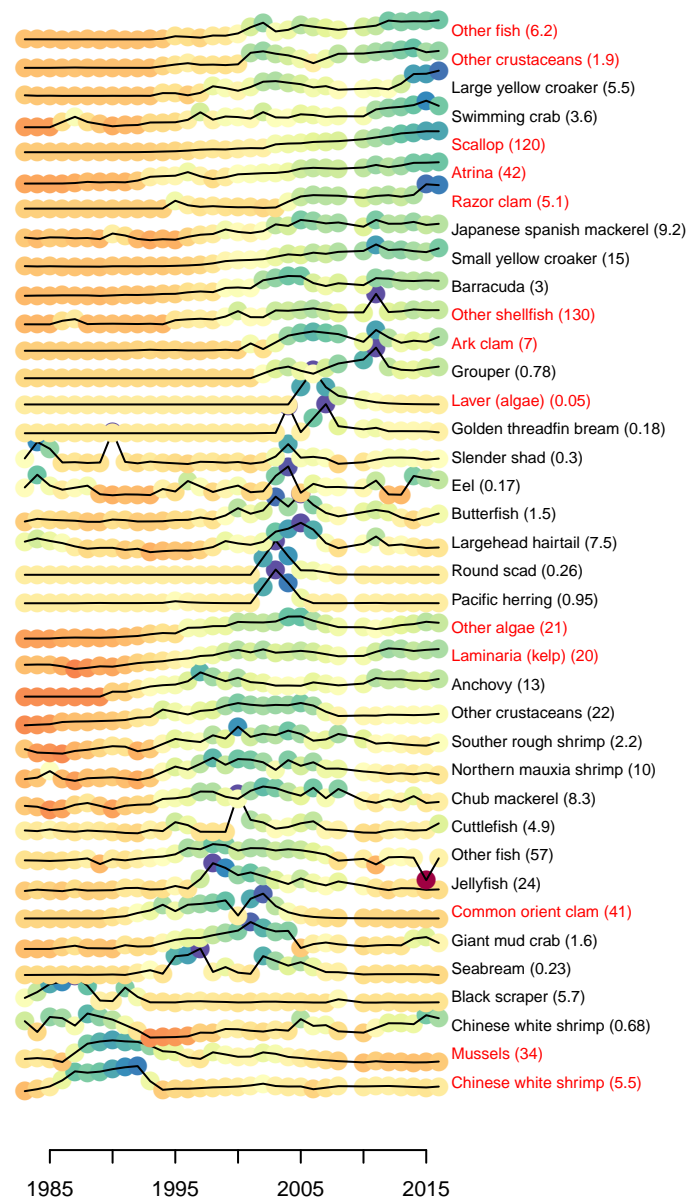 Other fish (6.2)
Other crustaceans (1.9)
Large yellow croaker (5.5)
Swimming crab (3.6)
Scallop (120)
Atrina (42)
Razor clam (5.1)
Japanese spanish mackerel (9.2)
Small yellow croaker (15)
Barracuda (3)
Other shellfish (130)
Ark clam (7)
Grouper (0.78)
Laver (algae) (0.05)
Golden threadfin bream (0.18)
Slender shad (0.3)
Eel (0.17)
Butterfish (1.5)
Largehead hairtail (7.5)
Round scad (0.26)
Pacific herring (0.95)
Other algae (21)
Laminaria (kelp) (20)
Anchovy (13)
Other crustaceans (22)
Souther rough shrimp (2.2)
Northern mauxia shrimp (10)
Chub mackerel (8.3)
Cuttlefish (4.9)
Other fish (57)
Jellyfish (24)
Common orient clam (41)
Giant mud crab (1.6)
Seabream (0.23)
Black scraper (5.7)
Chinese white shrimp (0.68)
Mussels (34)
Chinese white shrimp (5.5)
1985 1995 2005 2015